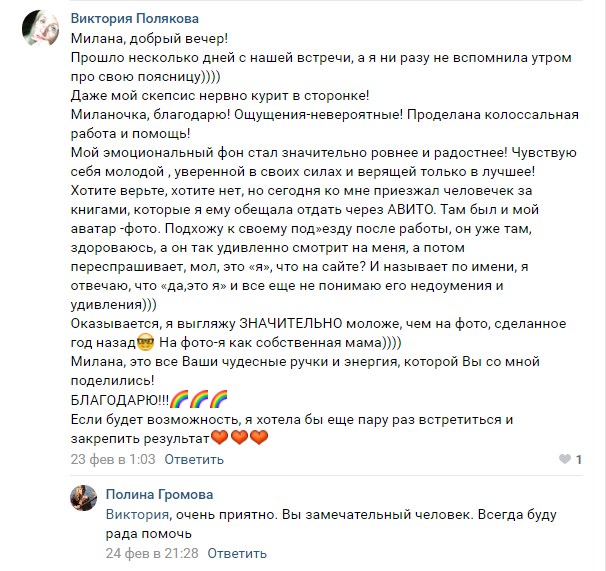 Виктория Полякова
Милана, добрый вечер!
Прошло несколько дней с нашей встречи, а я ни разу не вспомнила утром
про свою поясницу))))
Даже мой скепсис нервно курит в сторонке!
Миланочка, благодарю! Ощущения-невероятные! Проделана колоссальная
работа и помощь!
Мой эмоциональный фон стал значительно ровнее и радостнее! Чувствую
себя молодой , уверенной в своих силах и верящей только в лучшее!
Хотите верьте, хотите нет, но сегодня ко мне приезжал человечек за
книгами, которые я ему обещала отдать через АВИТО. Там был и мой
аватар -фото. Подхожу к своему под»езду после работы, он уже там,
здороваюсь, а он так удивленно смотрит на меня, а потом
переспрашивает, мол, это «я», что на сайте? И называет по имени, я
отвечаю, что «да,это я» и все еще не понимаю его недоумения и
удивления)))
Оказывается, я выгляжу ЗНАЧИТЕЛЬНО моложе, чем на фото, сделанное
год назад🤓 На фото-я как собственная мама))))
Милана, это все Ваши чудесные ручки и энергия, которой Вы со мной
поделились!
БЛАГОДАРЮ!!!🌈🌈🌈
Если будет возможность, я хотела бы еще пару раз встретиться и
закрепить результат❤❤❤
23 фев в 1:03 Ответить 1
Полина Громова
Виктория, очень приятно. Вы замечательный человек. Всегда буду
рада помочь
24 фев в 21:28 Ответить